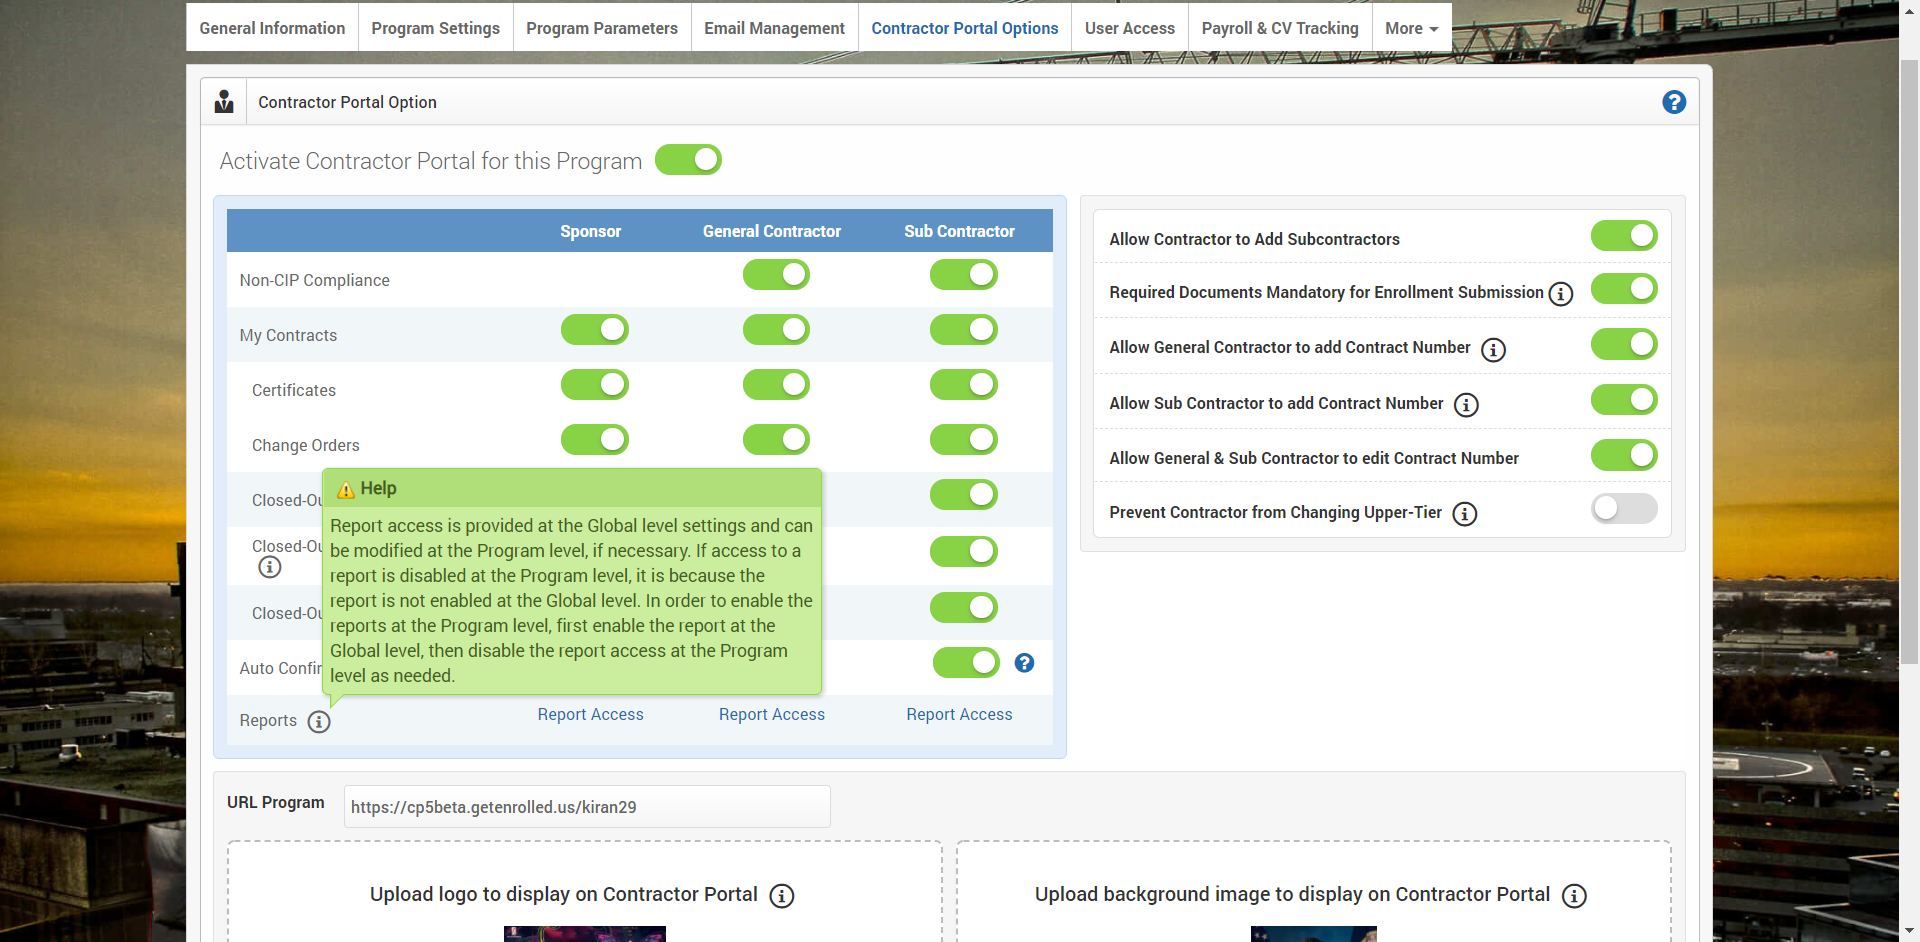 General Information
Program Settings
Program Parameters
Email Management
Contractor Portal Options
User Access
Payroll & CV Tracking
More
Contractor Portal Option
Activate Contractor Portal for this Program
Sponsor
General Contractor
Sub Contractor
Non-CIP Compliance
My Contracts
Certificates
Change Orders
Closed-Ou
Closed-Ou
Closed-Ou
Auto Confir
Help
Report access is provided at the Global level settings and can
be modified at the Program level, if necessary. If access to a
report is disabled at the Program level, it is because the
report is not enabled at the Global level. In order to enable the
reports at the Program level, first enable the report at the
Global level, then disable the report access at the Program
level as needed.
Reports
Report Access
Report Access
Report Access
Allow Contractor to Add Subcontractors
Required Documents Mandatory for Enrollment Submission
Allow General Contractor to add Contract Number
Allow Sub Contractor to add Contract Number
Allow General & Sub Contractor to edit Contract Number
Prevent Contractor from Changing Upper-Tier
URL Program
https://cp5beta.getenrolled.us/kiran29
Upload logo to display on Contractor Portal
Upload background image to display on Contractor Portal